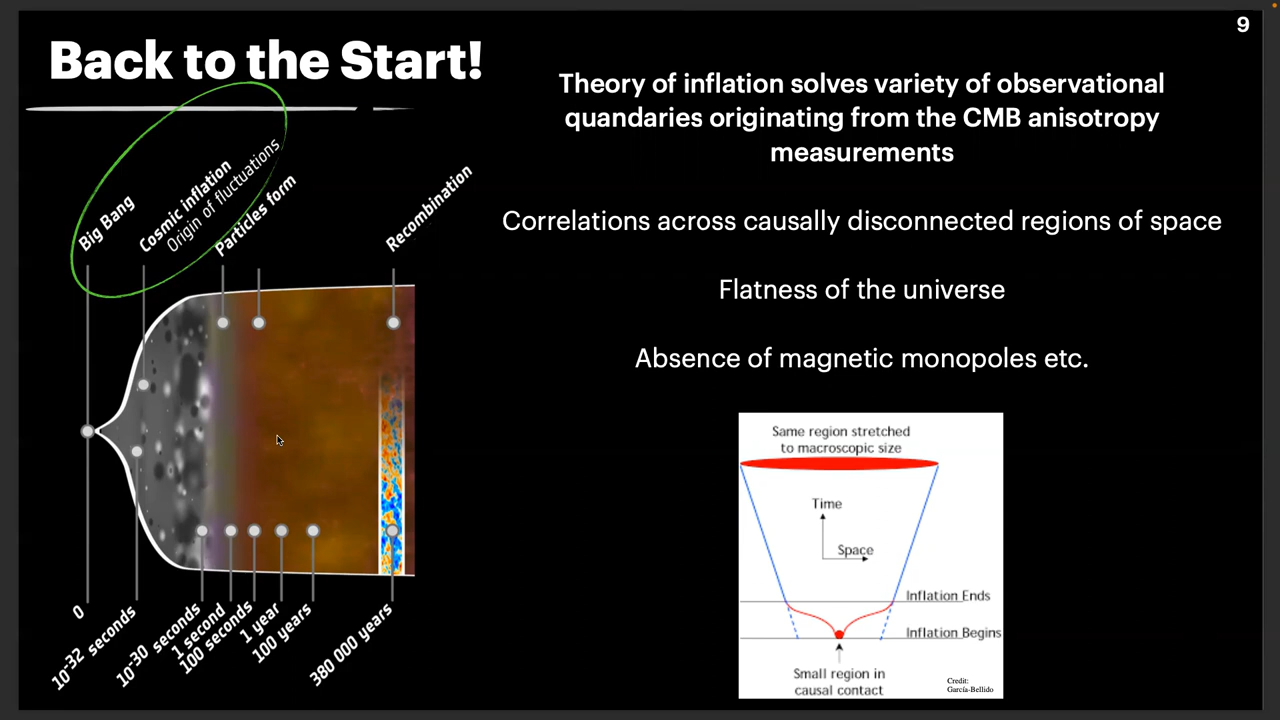 9
Back to the Start!
Theory of inflation solves variety of observational
quandaries originating from the CMB anisotropy
measurements
Correlations across causally disconnected regions of space
Flatness of the universe
Absence of magnetic monopoles etc.
Big Bang
Cosmic inflation
Origin of fluctuations
Particles form
Recombination
0
10-32 seconds
10-30 seconds
1 second
100 seconds
1 year
100 years
380 000 years
Same region stretched
to macroscopic size
Time
Space
Inflation Ends
Inflation Begins
Small region in
causal contact
Credit:
García-Bellido